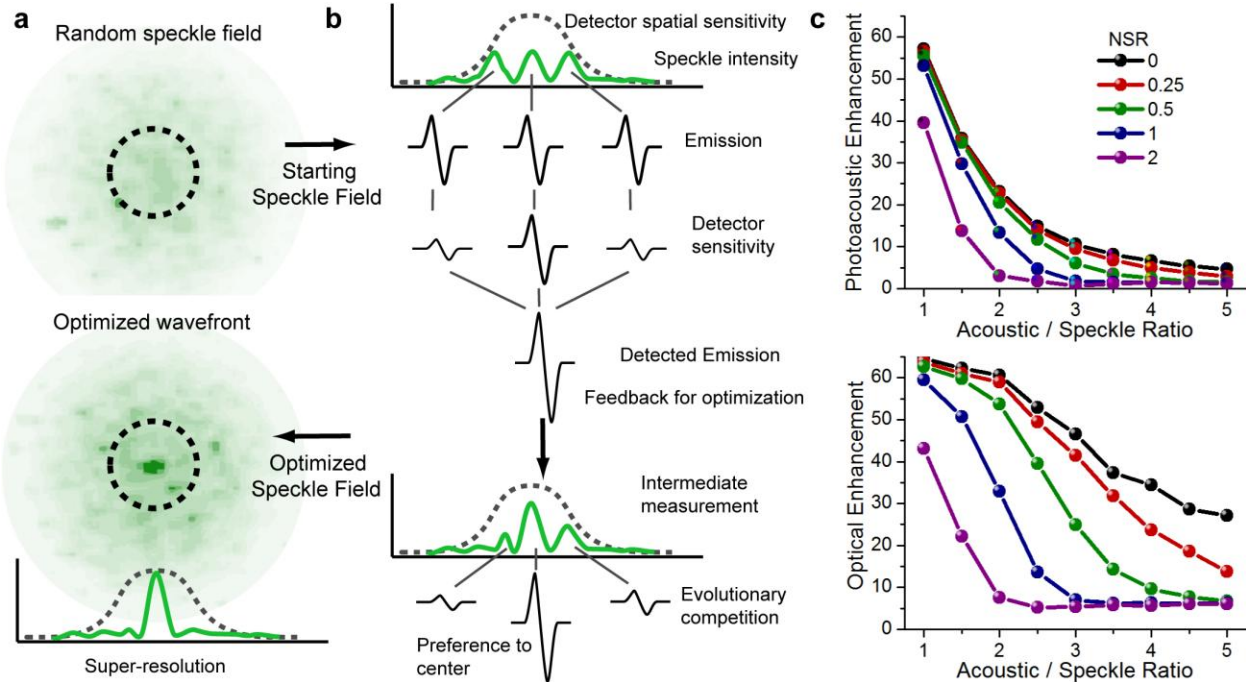 a
Random speckle field
Starting
Speckle Field
Optimized wavefront
Optimized
Speckle Field
Super-resolution
b
Detector spatial sensitivity
Speckle intensity
Emission
Detector
sensitivity
Detected Emission
Feedback for optimization
Intermediate
measurement
Evolutionary
competition
Preference to
center
c
Photoacoustic Enhancement
60
50
40
30
20
10
0
NSR
0
0.25
0.5
1
2
1 2 3 4 5
Acoustic / Speckle Ratio
Optical Enhancement
60
50
40
30
20
10
0
1 2 3 4 5
Acoustic / Speckle Ratio